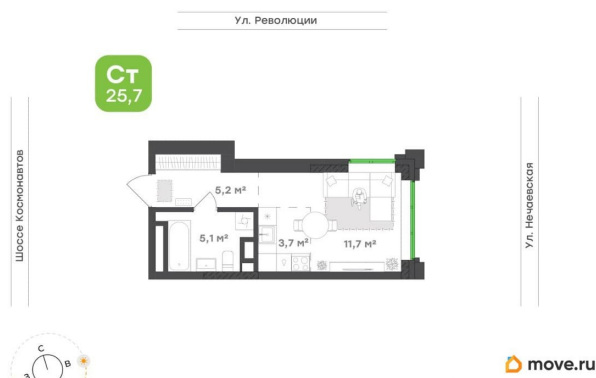 Ул. Революции
Ст
25,7
Шоссе Космонавтов
Ул. Нечаевская
5,2 м²
5,1 м²
3,7 м²
11,7 м²
С
В
З
move.ru